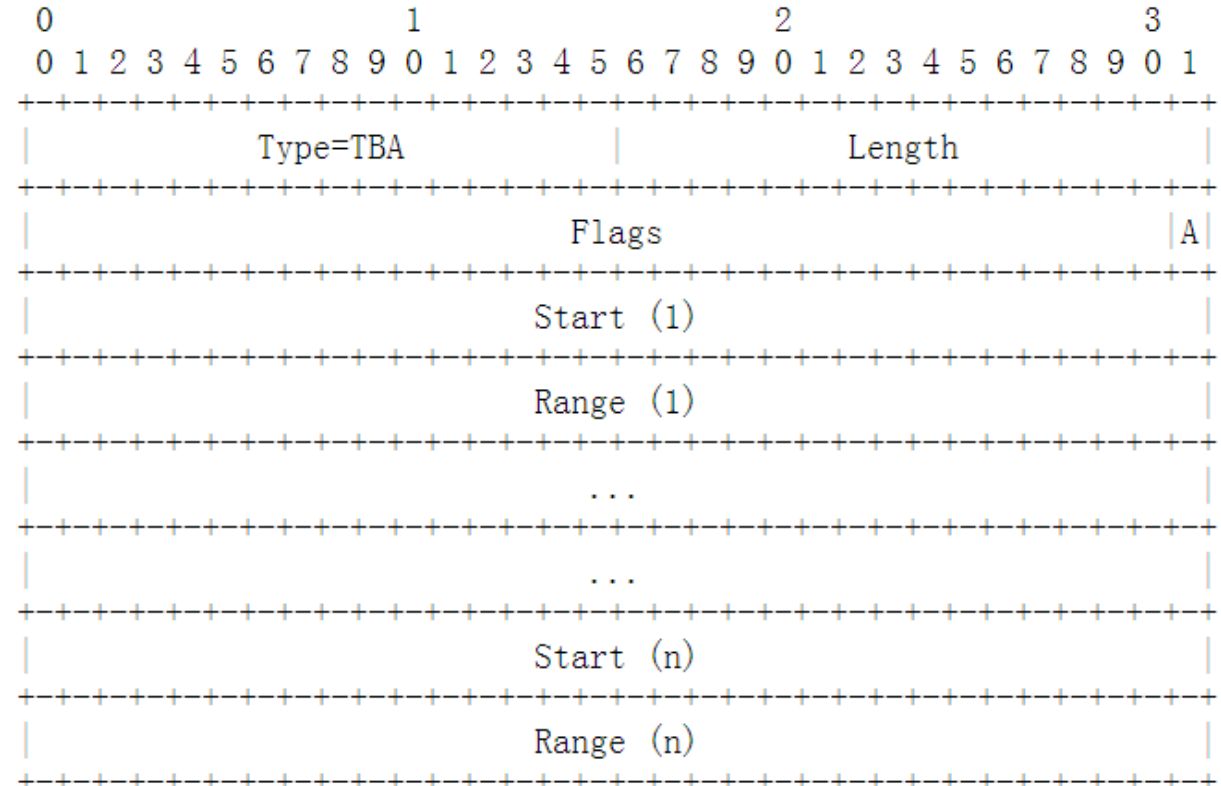 0                   1                   2                   3
0 1 2 3 4 5 6 7 8 9 0 1 2 3 4 5 6 7 8 9 0 1 2 3 4 5 6 7 8 9 0 1
+-+-+-+-+-+-+-+-+-+-+-+-+-+-+-+-+-+-+-+-+-+-+-+-+-+-+-+-+-+-+-+-+
|            Type=TBA           |            Length             |
+-+-+-+-+-+-+-+-+-+-+-+-+-+-+-+-+-+-+-+-+-+-+-+-+-+-+-+-+-+-+-+-+
|                             Flags                           |A|
+-+-+-+-+-+-+-+-+-+-+-+-+-+-+-+-+-+-+-+-+-+-+-+-+-+-+-+-+-+-+-+-+
|                           Start (1)                           |
+-+-+-+-+-+-+-+-+-+-+-+-+-+-+-+-+-+-+-+-+-+-+-+-+-+-+-+-+-+-+-+-+
|                           Range (1)                           |
+-+-+-+-+-+-+-+-+-+-+-+-+-+-+-+-+-+-+-+-+-+-+-+-+-+-+-+-+-+-+-+-+
|                              ...                              |
+-+-+-+-+-+-+-+-+-+-+-+-+-+-+-+-+-+-+-+-+-+-+-+-+-+-+-+-+-+-+-+-+
|                              ...                              |
+-+-+-+-+-+-+-+-+-+-+-+-+-+-+-+-+-+-+-+-+-+-+-+-+-+-+-+-+-+-+-+-+
|                           Start (n)                           |
+-+-+-+-+-+-+-+-+-+-+-+-+-+-+-+-+-+-+-+-+-+-+-+-+-+-+-+-+-+-+-+-+
|                           Range (n)                           |
+-+-+-+-+-+-+-+-+-+-+-+-+-+-+-+-+-+-+-+-+-+-+-+-+-+-+-+-+-+-+-+-+